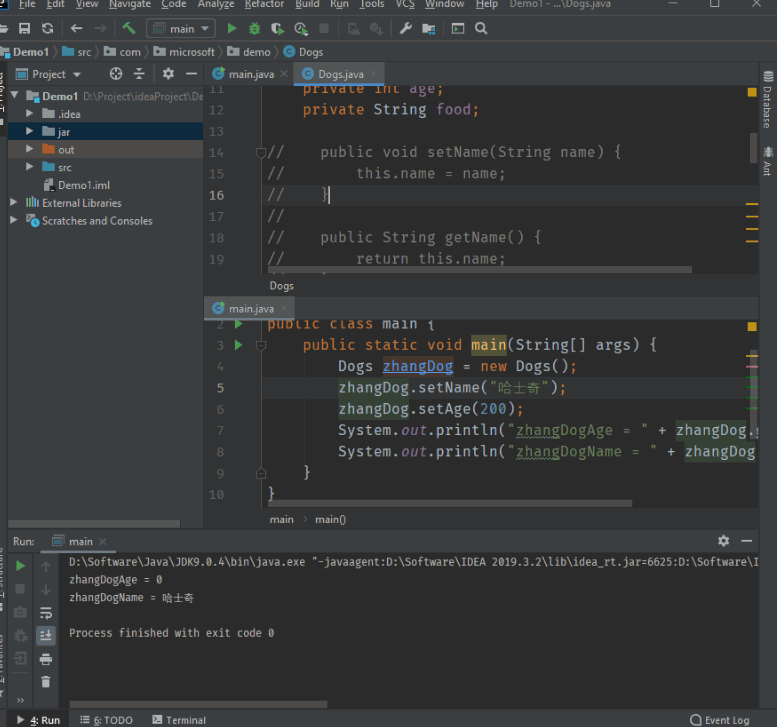 File Edit View Navigate Code Analyze Refactor Build Run Tools VCS Window Help Demo1 - ...\Dogs.java
main
Demo1 src com microsoft demo Dogs
Project
main.java Dogs.java
Demo1 D:\Project\ideaProject\De
.idea
jar
out
src
Demo1.iml
External Libraries
Scratches and Consoles
11 private int age;
12 private String food;
13
14 // public void setName(String name) {
15 // this.name = name;
16 // }
17 //
18 // public String getName() {
19 // return this.name;
Dogs
main.java
2 public class main {
3 public static void main(String[] args) {
4 Dogs zhangDog = new Dogs();
5 zhangDog.setName("哈士奇");
6 zhangDog.setAge(200);
7 System.out.println("zhangDogAge = " + zhangDog.
8 System.out.println("zhangDogName = " + zhangDog
9 }
10 }
main main()
Database
Ant
Run: main
D:\Software\Java\JDK9.0.4\bin\java.exe "-javaagent:D:\Software\IDEA 2019.3.2\lib\idea_rt.jar=6625:D:\Software\I
zhangDogAge = 0
zhangDogName = 哈士奇
Process finished with exit code 0
4: Run 6: TODO Terminal Event Log